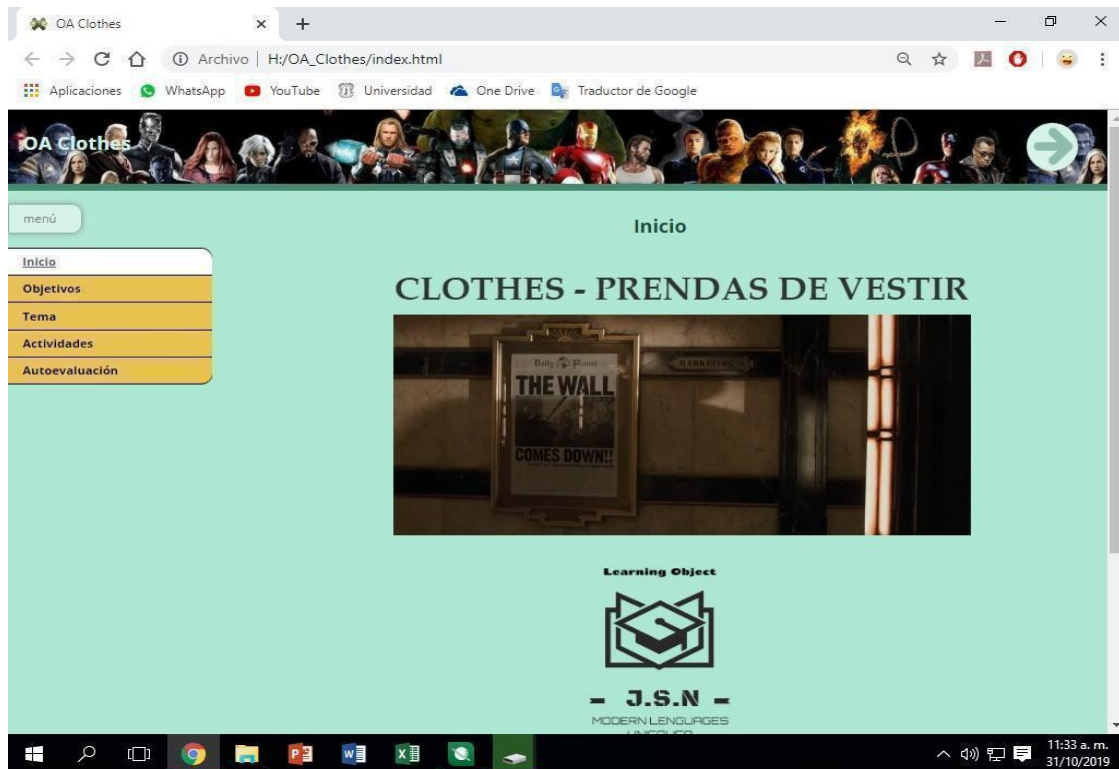 OA Clothes
Archivo | H:/OA_Clothes/index.html
Aplicaciones WhatsApp YouTube Universidad One Drive Traductor de Google
OA Clothes
menú
Inicio
Inicio
Objetivos
Tema
Actividades
Autoevaluación
CLOTHES - PRENDAS DE VESTIR
Daily Planet
THE WALL
COMES DOWN!!
Learning Object
- J.S.N -
MODERN LENGUAGES
11:33 a. m.
31/10/2019